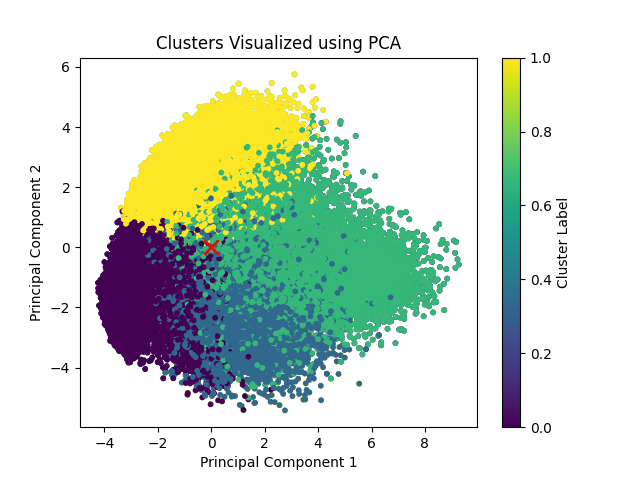 Clusters Visualized using PCA
6
4
2
0
−2
−4
−4 −2 0 2 4 6 8
Principal Component 1
Principal Component 2
1.0
0.8
0.6
0.4
0.2
0.0
Cluster Label